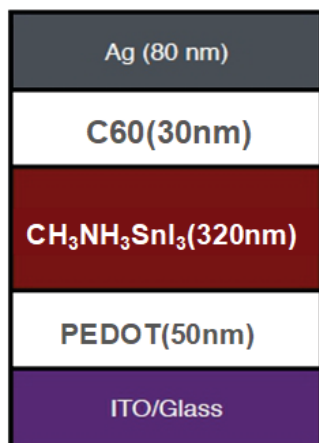 Ag (80 nm)
C60(30nm)
CH₃NH₃SnI₃(320nm)
PEDOT(50nm)
ITO/Glass